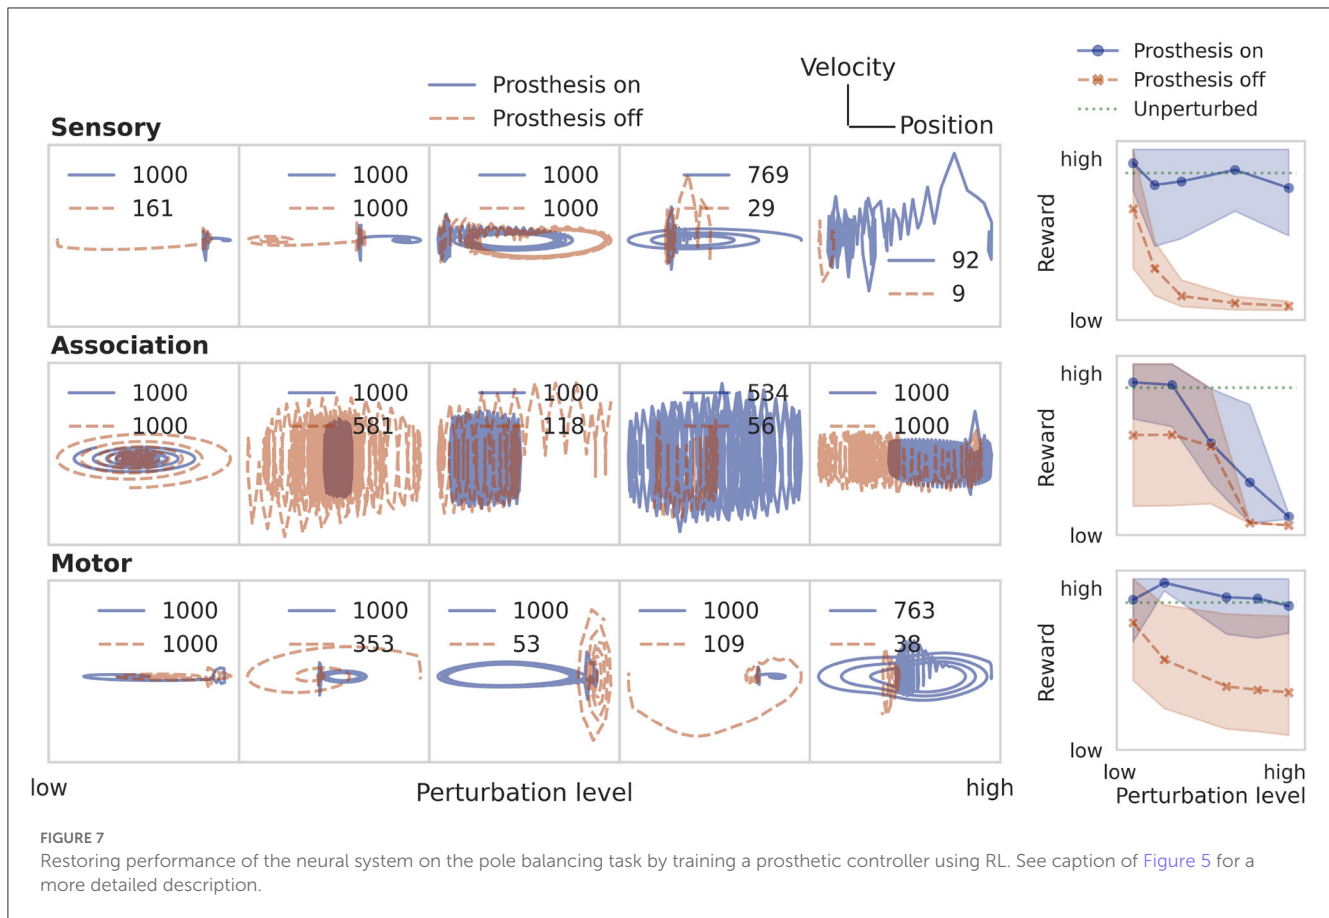 Prosthesis on
Prosthesis off
Velocity
Position
Prosthesis on
Prosthesis off
Unperturbed
Sensory
1000
161
1000
1000
1000
1000
769
29
92
9
high
Reward
low
Association
1000
1000
1000
581
1000
118
534
56
1000
1000
high
Reward
low
Motor
1000
1000
1000
353
1000
53
1000
109
763
38
high
Reward
low
low
Perturbation level
high
low
high
Perturbation level
FIGURE 7
Restoring performance of the neural system on the pole balancing task by training a prosthetic controller using RL. See caption of Figure 5 for a
more detailed description.